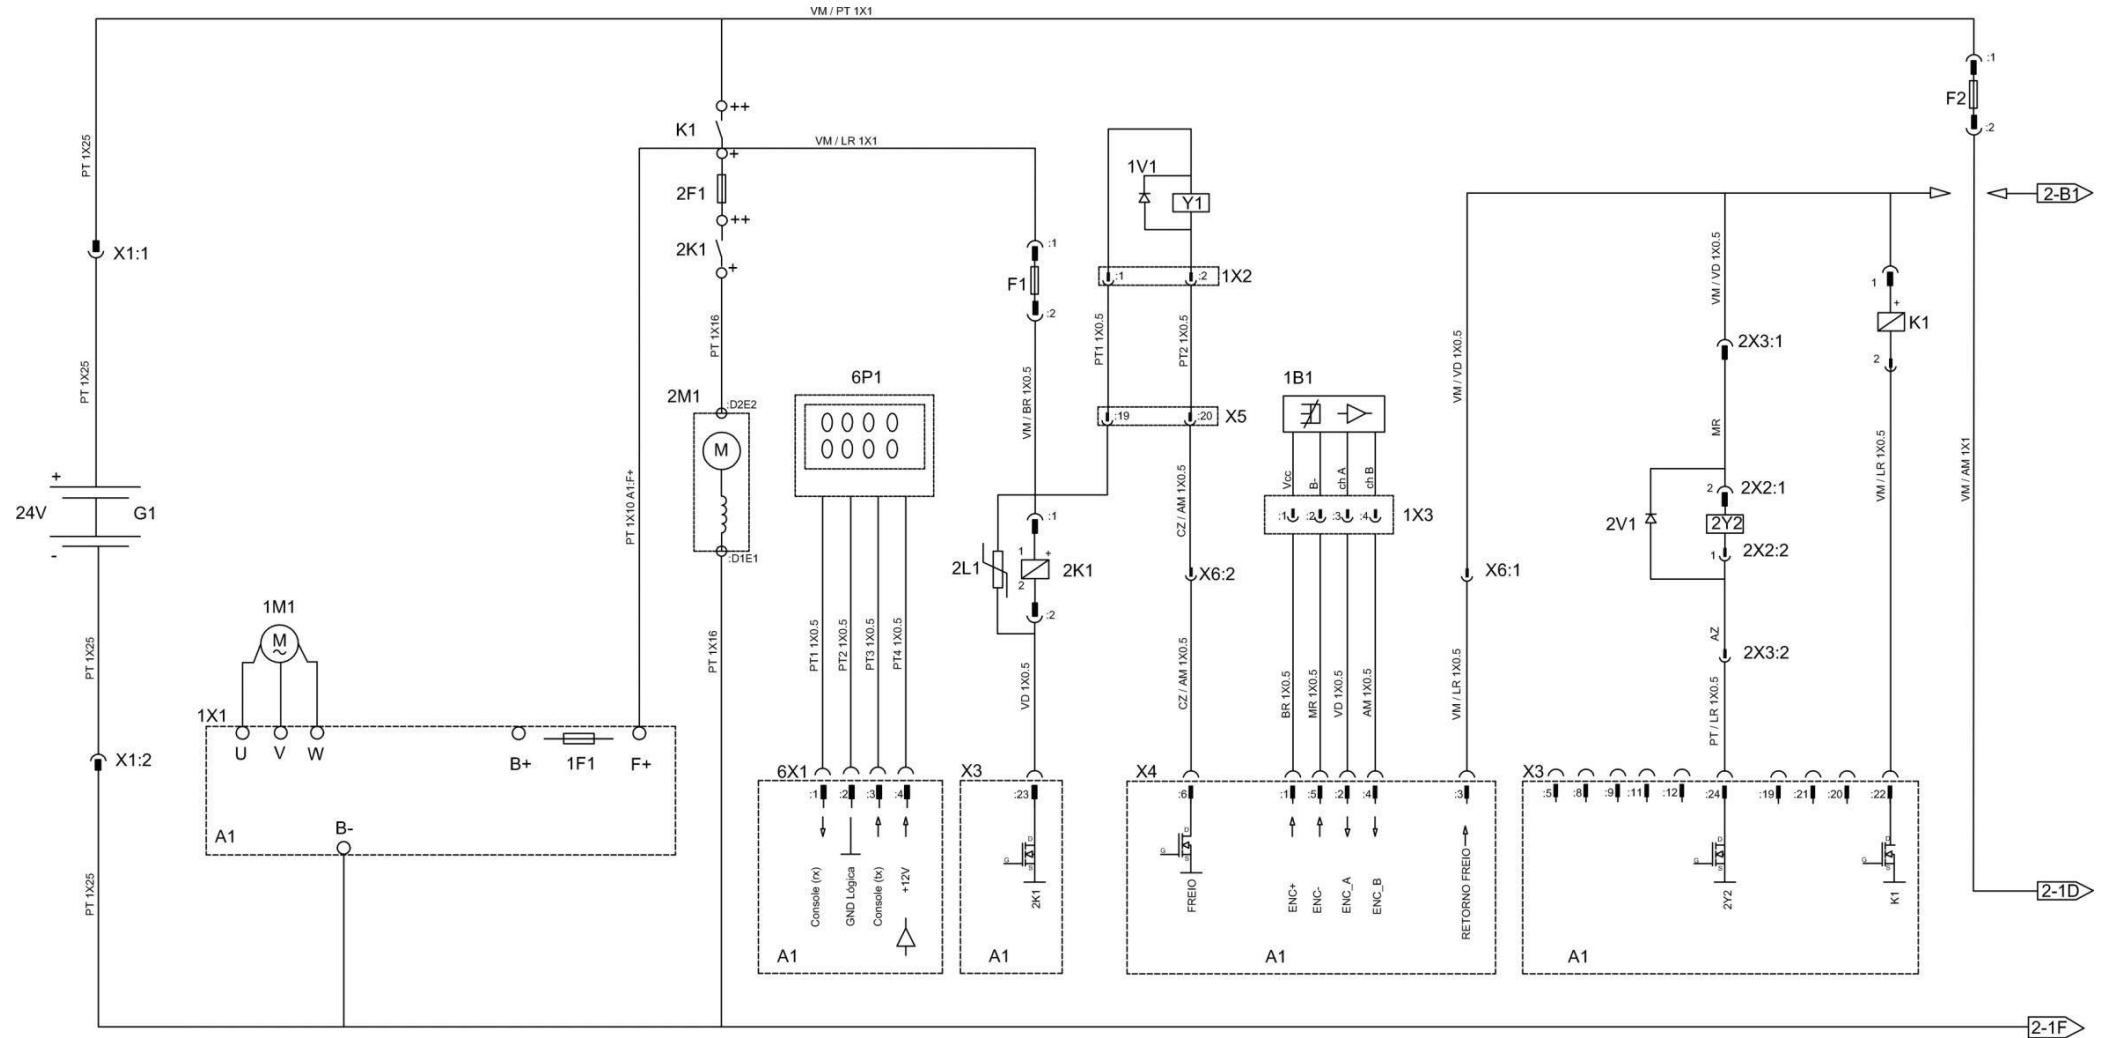 VM / PT 1X1
:1
F2
:2
++
K1
+
VM / LR 1X1
PT 1X25
1V1
Y1
2F1
++
2K1
+
2-B1
X1:1
:1
F1
:2
:1
:2
1X2
VM / VD 1X0.5
1
+
K1
2
PT 1X25
PT 1X16
PT1 1X0.5
PT2 1X0.5
VM / VD 1X0.5
2X3:1
6P1
1B1
VM / BR 1X0.5
MR
2M1
:D2E2
M
:D1E1
:19
:20
X5
Vcc
B-
ch A
ch B
:1
:2
:3
:4
1X3
VM / LR 1X0.5
VM / AM 1X1
+
24V
G1
-
PT 1X10 A1:F+
CZ / AM 1X0.5
2
2X2:1
2V1
2Y2
1
2X2:2
:1
1
+
2L1
2K1
2
:2
X6:2
X6:1
1M1
M
~
PT 1X25
PT 1X16
PT1 1X0.5
PT2 1X0.5
PT3 1X0.5
PT4 1X0.5
VD 1X0.5
CZ / AM 1X0.5
BR 1X0.5
MR 1X0.5
VD 1X0.5
AM 1X0.5
VM / LR 1X0.5
AZ
2X3:2
PT / LR 1X0.5
1X1
U
V
W
B+
1F1
F+
X1:2
6X1
:1
:2
:3
:4
X3
:23
X4
:6
:1
:5
:2
:4
:3
X3
:5
:8
:9
:11
:12
:24
:19
:21
:20
:22
A1
B-
D
G
S
D
G
S
D
G
S
D
G
S
PT 1X25
Console (rx)
GND Lógica
Console (tx)
+12V
2K1
FREIO
ENC+
ENC-
ENC_A
ENC_B
RETORNO FREIO
2Y2
K1
2-1D
A1
A1
A1
A1
2-1F